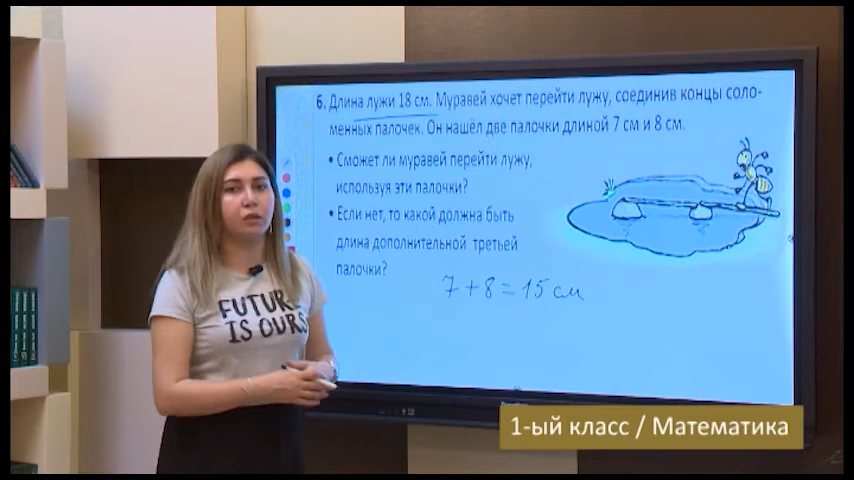 6. Длина лужи 18 см. Муравей хочет перейти лужу, соединив концы соло-
менных палочек. Он нашёл две палочки длиной 7 см и 8 см.
• Сможет ли муравей перейти лужу,
используя эти палочки?
• Если нет, то какой должна быть
длина дополнительной третьей
палочки?
7 + 8 = 15 см
FUTURE
IS OURS
1-ый класс / Математика